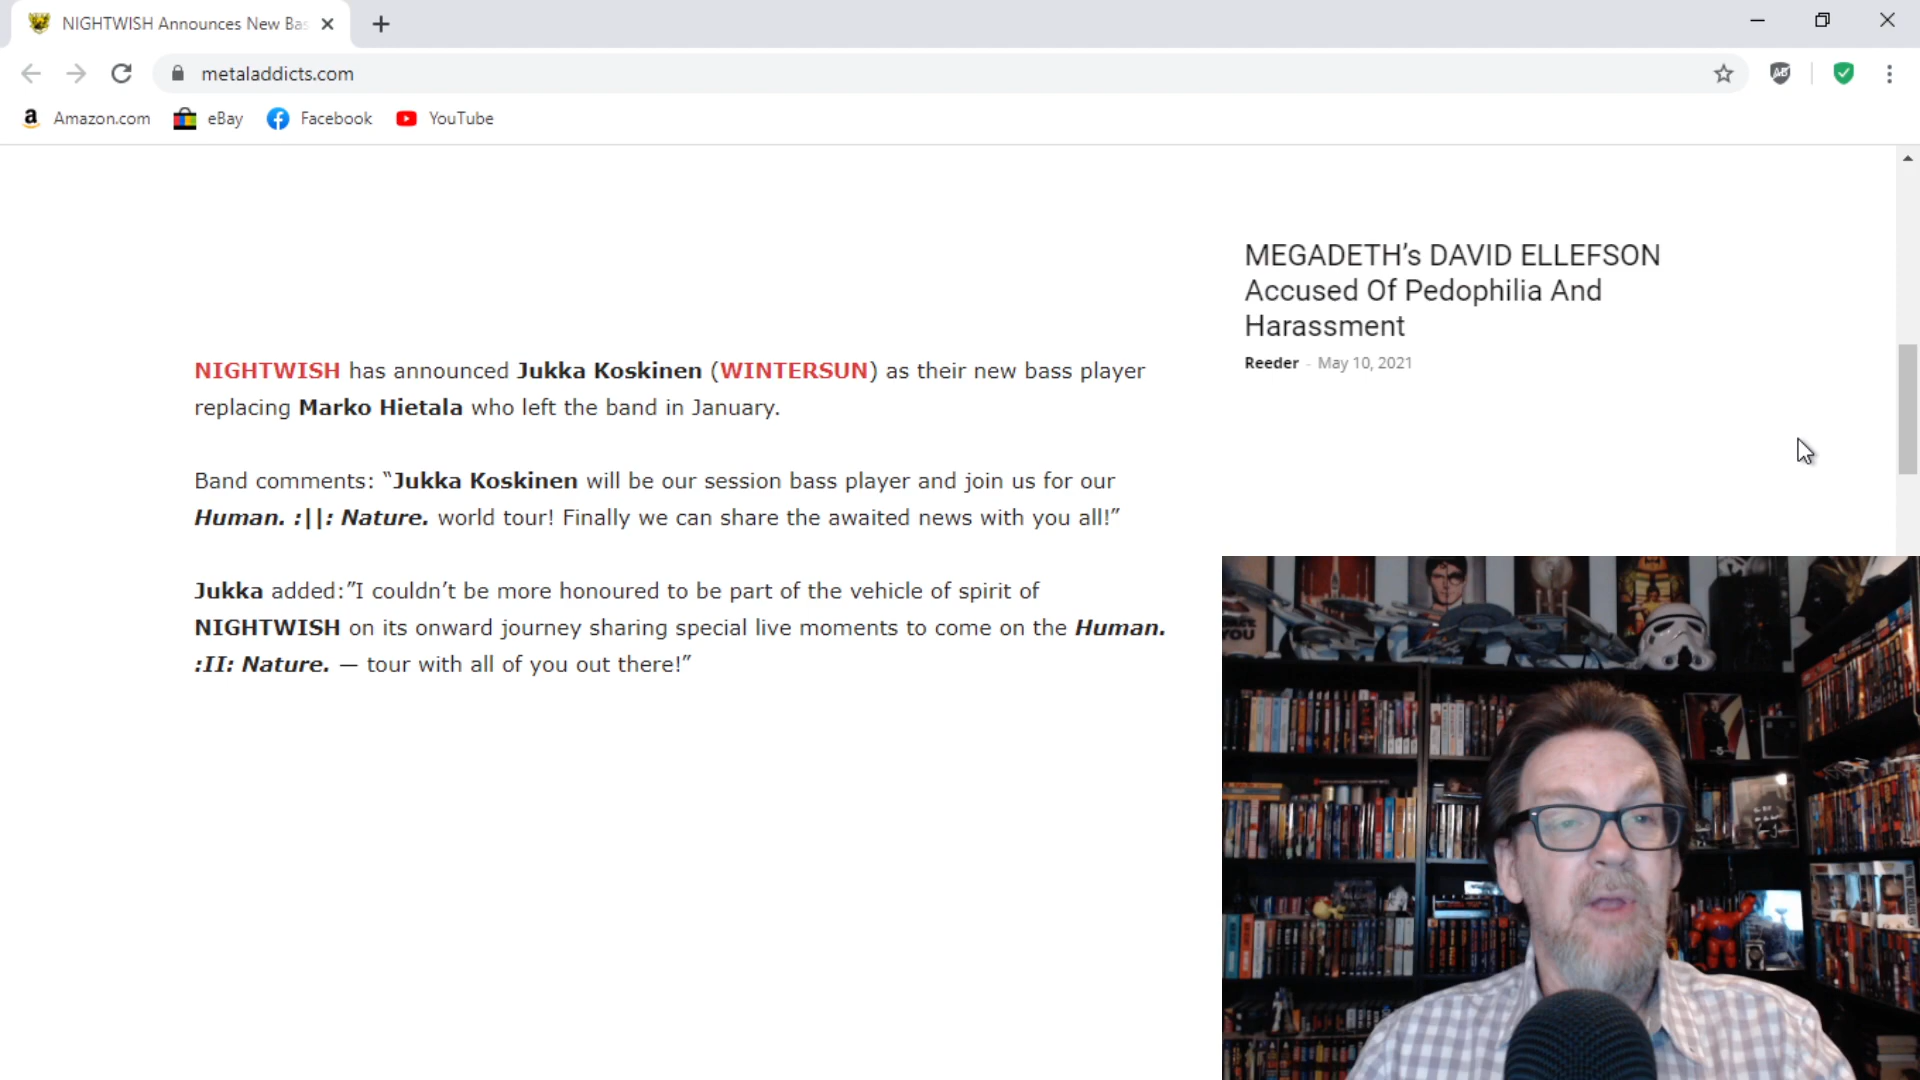 NIGHTWISH Announces New Bas
metaladdicts.com
Amazon.com eBay Facebook YouTube
MEGADETH's DAVID ELLEFSON
Accused Of Pedophilia And
Harassment
Reeder - May 10, 2021
NIGHTWISH has announced Jukka Koskinen (WINTERSUN) as their new bass player
replacing Marko Hietala who left the band in January.
Band comments: “Jukka Koskinen will be our session bass player and join us for our
Human. :||: Nature. world tour! Finally we can share the awaited news with you all!”
Jukka added:”I couldn’t be more honoured to be part of the vehicle of spirit of
NIGHTWISH on its onward journey sharing special live moments to come on the Human.
:II: Nature. — tour with all of you out there!”
YOU